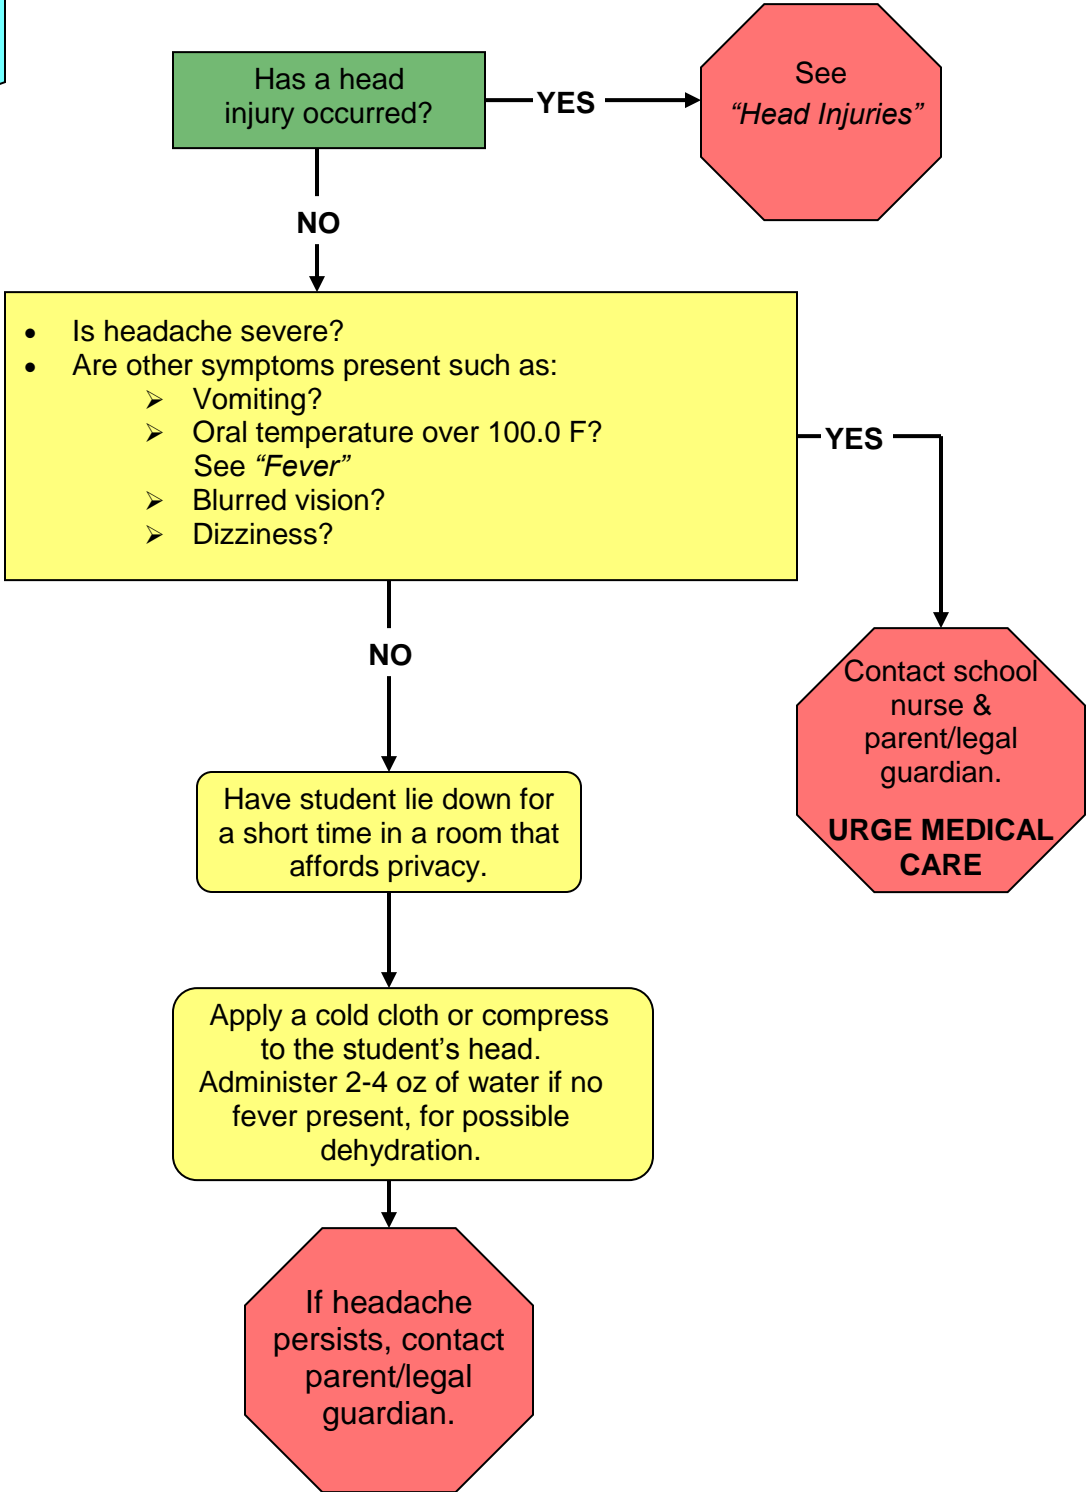 Has a head
injury occurred?
YES
See
“Head Injuries”
NO
• Is headache severe?
• Are other symptoms present such as:
➢ Vomiting?
➢ Oral temperature over 100.0 F?
See “Fever”
➢ Blurred vision?
➢ Dizziness?
YES
NO
Contact school
nurse &
parent/legal
guardian.
URGE MEDICAL
CARE
Have student lie down for
a short time in a room that
affords privacy.
Apply a cold cloth or compress
to the student’s head.
Administer 2-4 oz of water if no
fever present, for possible
dehydration.
If headache
persists, contact
parent/legal
guardian.